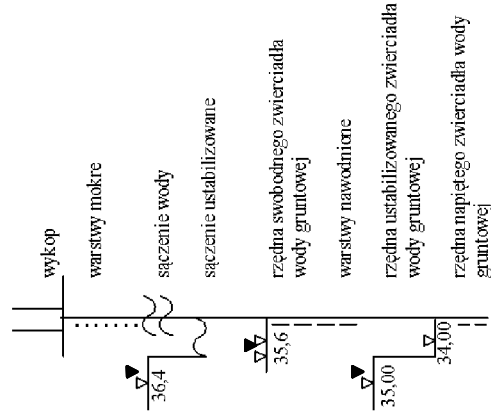 wykop
warstwy mokre
sączenie wody
36,4
sączenie ustabilizowane
35,6
rzędna swobodnego zwierciadła
wody gruntowej
warstwy nawodnione
35,00
rzędna ustabilizowanego zwierciadła
wody gruntowej
34,00
rzędna napiętego zwierciadła wody
gruntowej